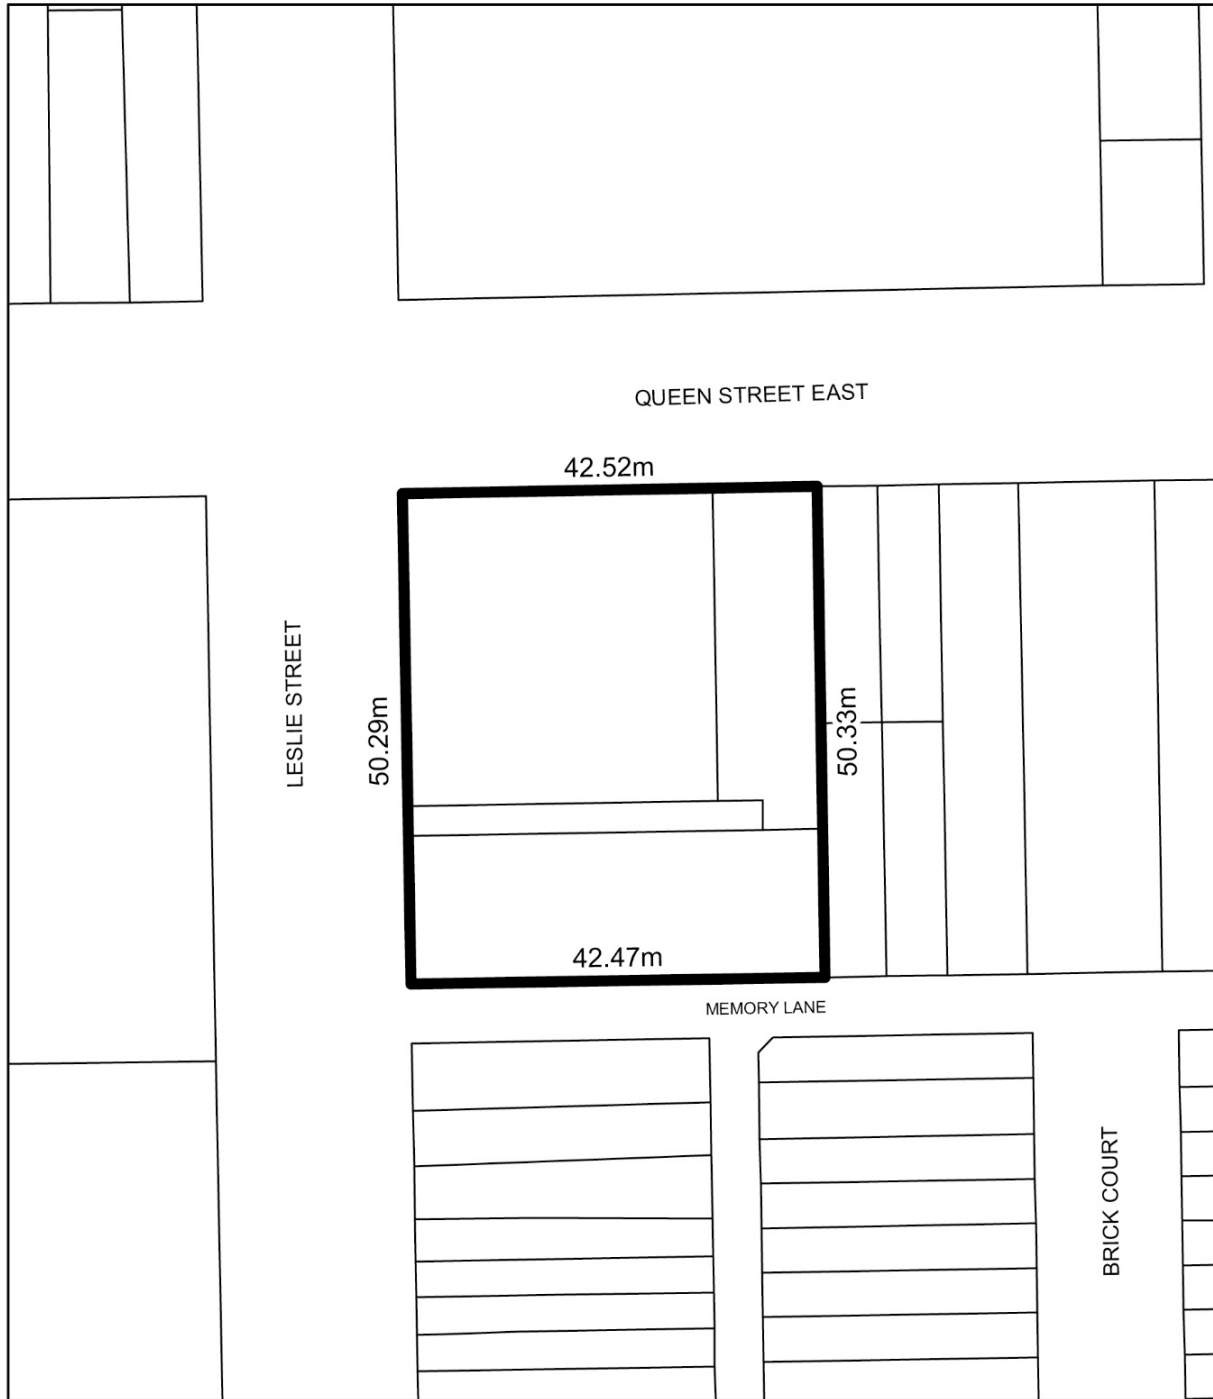 QUEEN STREET EAST
42.52m
LESLIE STREET
50.29m
50.33m
42.47m
MEMORY LANE
BRICK COURT